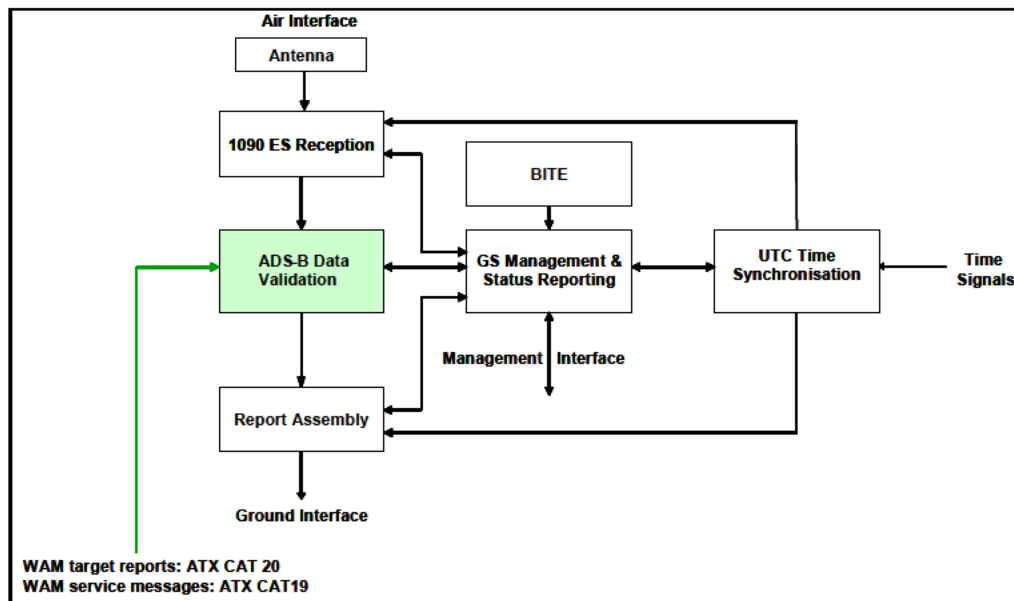 Air Interface
Antenna
1090 ES Reception
BITE
ADS-B Data
Validation
GS Management &
Status Reporting
UTC Time
Synchronisation
Time
Signals
Management Interface
Report Assembly
Ground Interface
WAM target reports: ATX CAT 20
WAM service messages: ATX CAT19